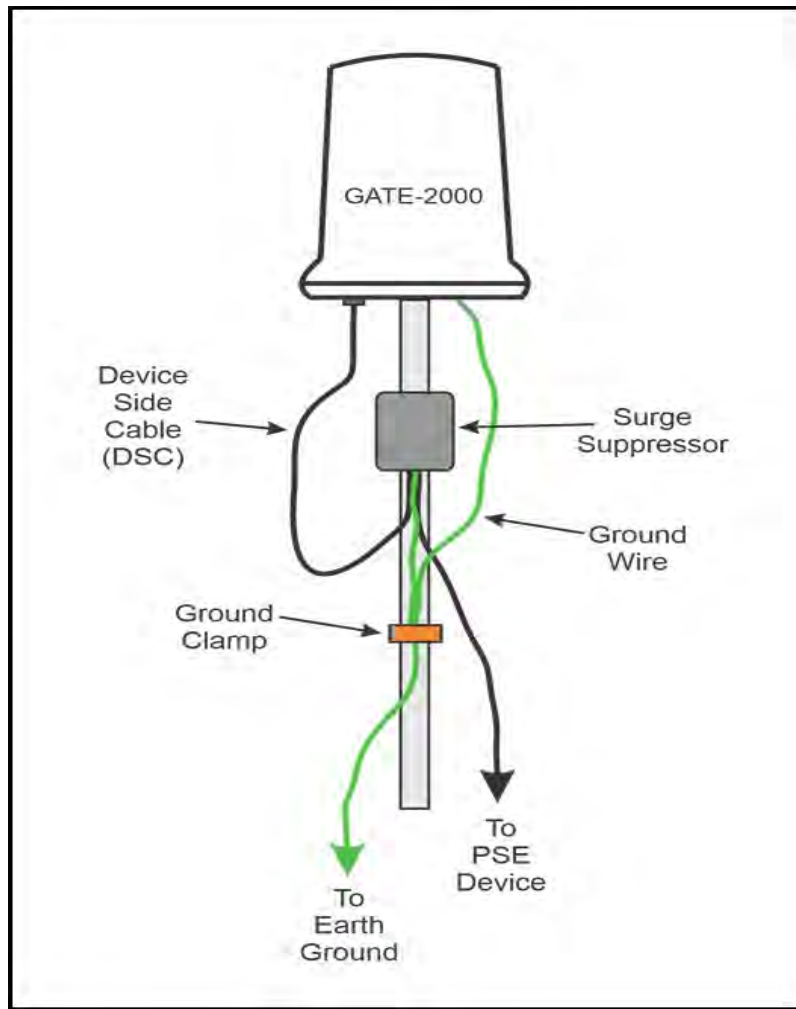 GATE-2000
Device
Side
Cable
(DSC)
Surge
Suppressor
Ground
Wire
Ground
Clamp
To
PSE
Device
To
Earth
Ground